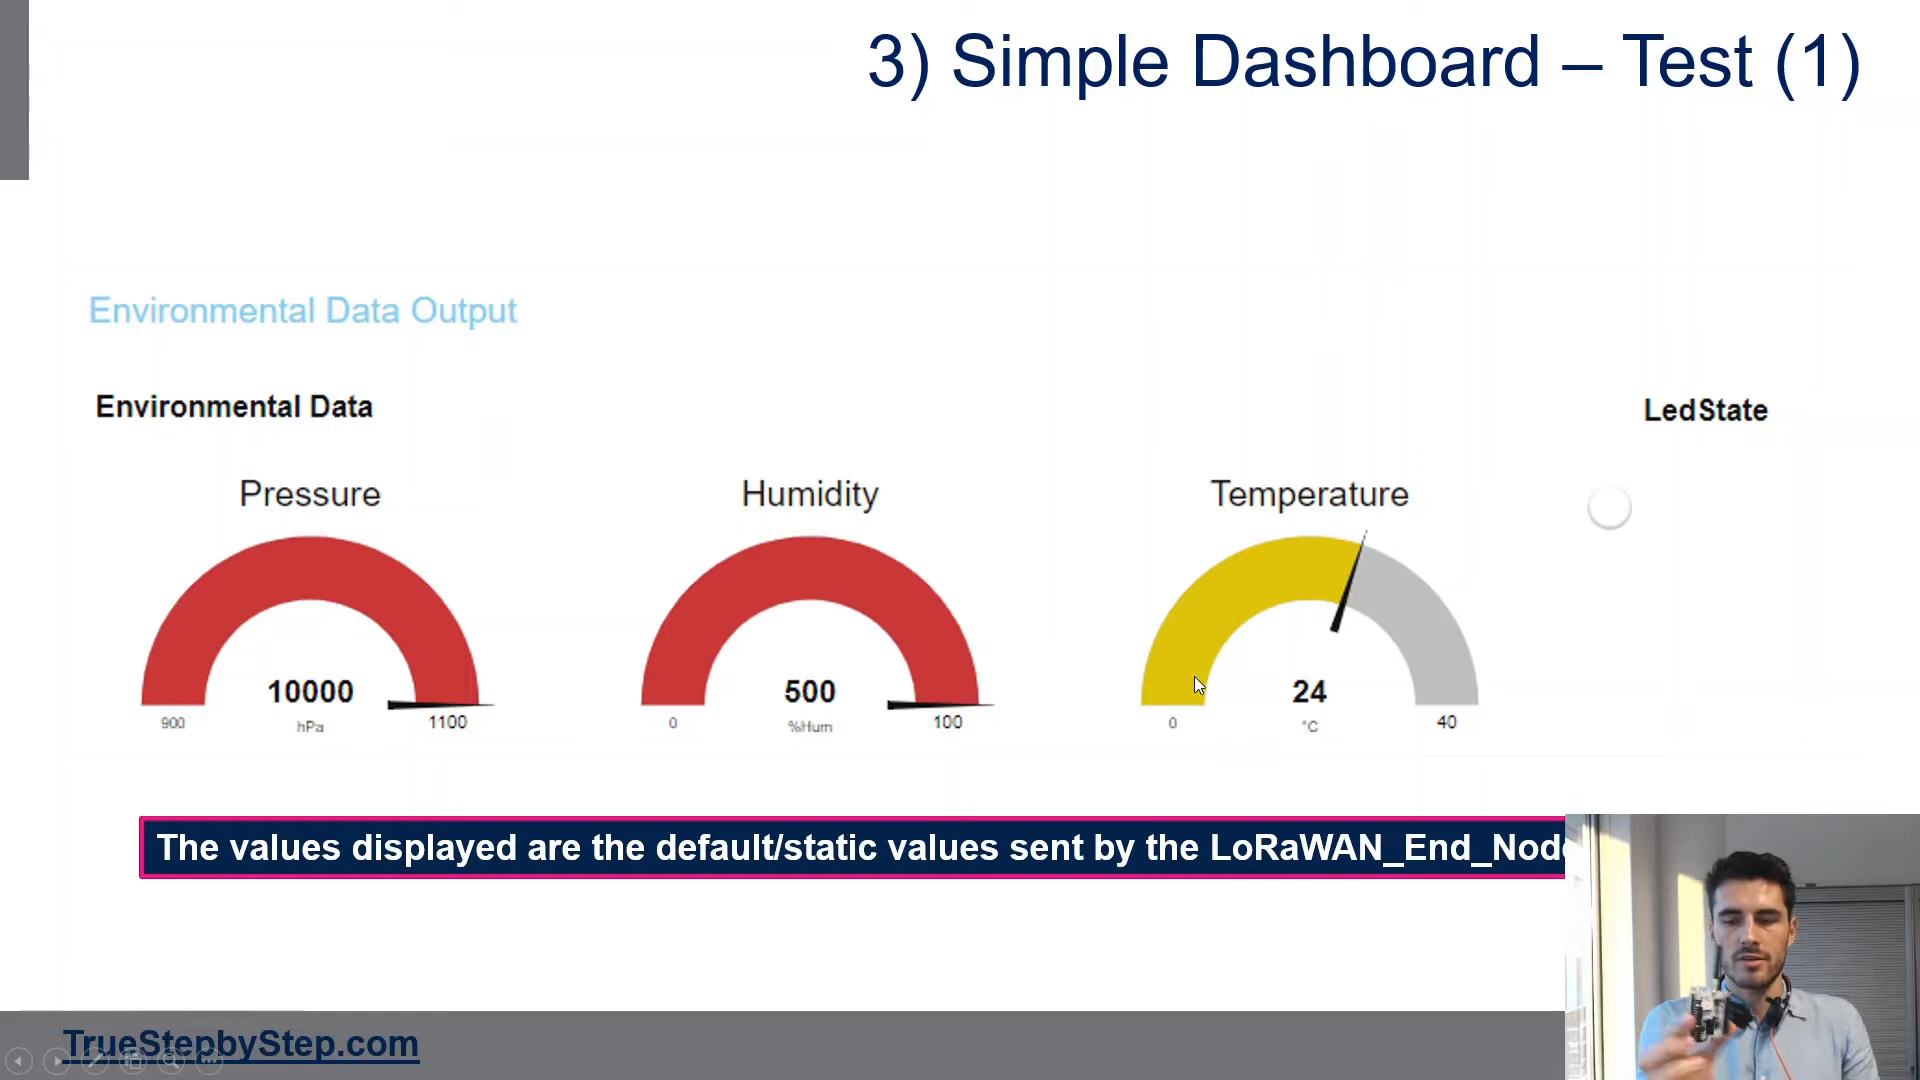 3) Simple Dashboard – Test (1)
Environmental Data Output
Environmental Data
LedState
Pressure
Humidity
Temperature
10000
500
24
900
hPa
1100
0
%Hum
100
0
°C
40
The values displayed are the default/static values sent by the LoRaWAN_End_Node
TrueStepbyStep.com